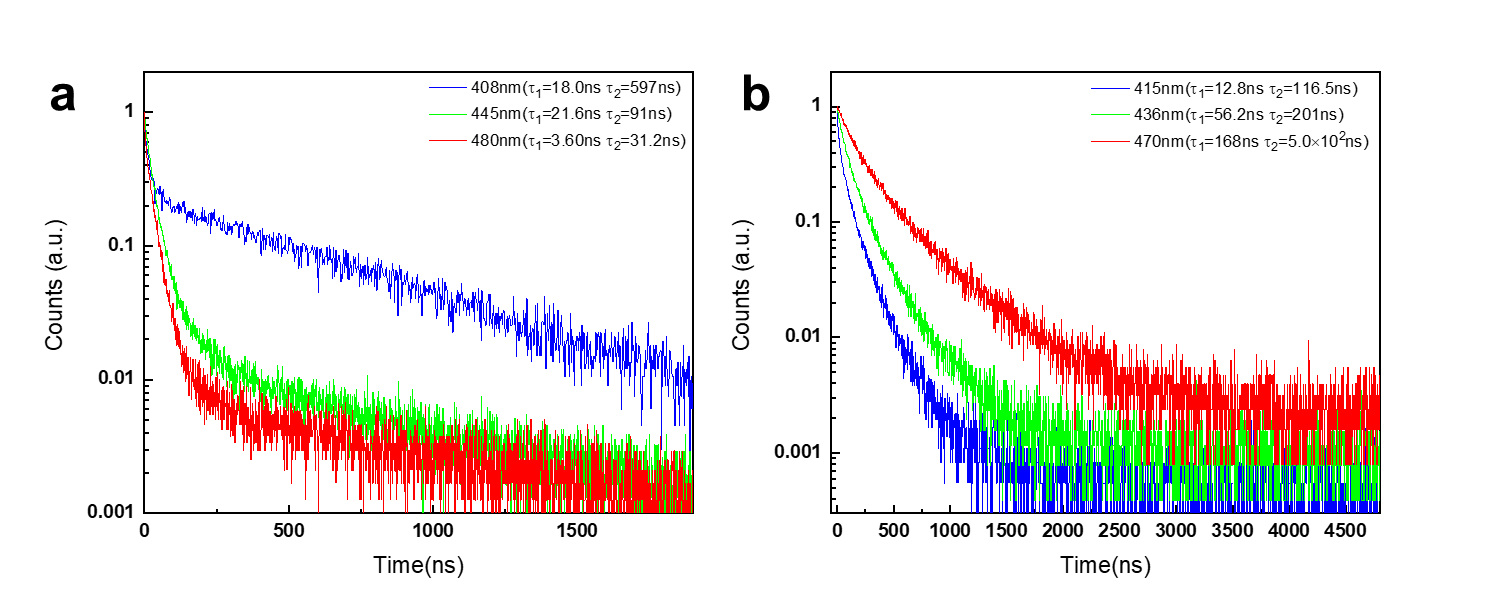 a
408nm(τ1=18.0ns τ2=597ns)
445nm(τ1=21.6ns τ2=91ns)
480nm(τ1=3.60ns τ2=31.2ns)
1
0.1
0.01
0.001
Counts (a.u.)
0 500 1000 1500
Time(ns)
b
415nm(τ1=12.8ns τ2=116.5ns)
436nm(τ1=56.2ns τ2=201ns)
470nm(τ1=168ns τ2=5.0×10²ns)
1
0.1
0.01
0.001
Counts (a.u.)
0 500 1000 1500 2000 2500 3000 3500 4000 4500
Time(ns)